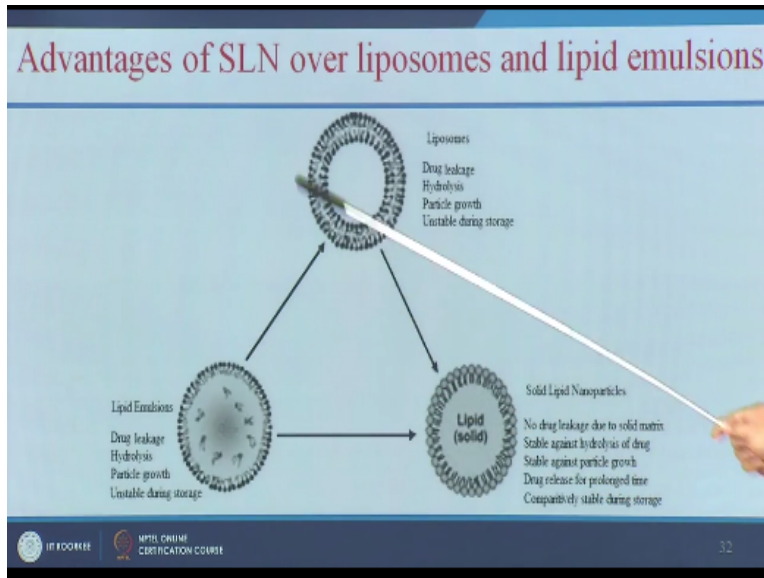 Advantages of SLN over liposomes and lipid emulsions
Liposomes
Drug leakage
Hydrolysis
Particle growth
Unstable during storage
Lipid Emulsions
Drug leakage
Hydrolysis
Particle growth
Unstable during storage
Lipid
(solid)
Solid Lipid Nanoparticles
No drug leakage due to solid matrix
Stable against hydrolysis of drug
Stable against particle growh
Drug release for prolonged time
Comparitively stable during storage
IIT ROORKEE
NPTEL ONLINE
CERTIFICATION COURSE
32